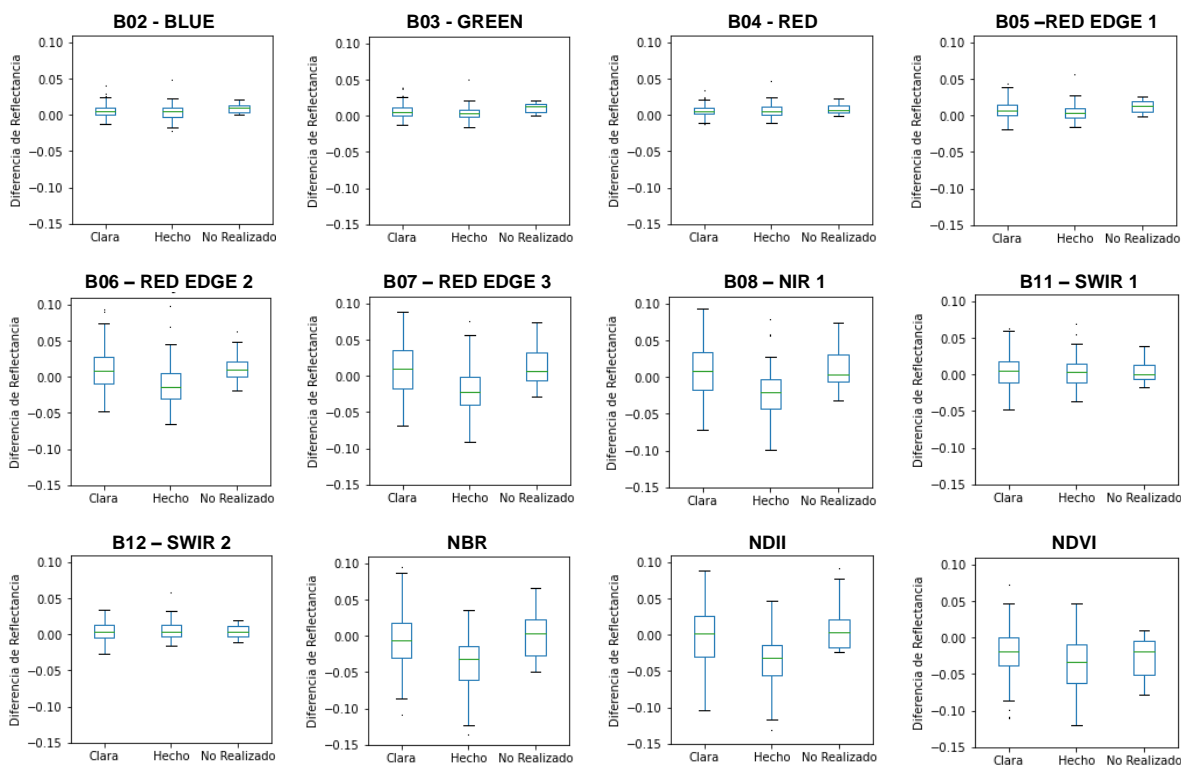 B02 - BLUE
Diferencia de Reflectancia
0.10
0.05
0.00
−0.05
−0.10
−0.15
Clara Hecho No Realizado
B03 - GREEN
Diferencia de Reflectancia
0.10
0.05
0.00
−0.05
−0.10
−0.15
Clara Hecho No Realizado
B04 - RED
Diferencia de Reflectancia
0.10
0.05
0.00
−0.05
−0.10
−0.15
Clara Hecho No Realizado
B05 –RED EDGE 1
Diferencia de Reflectancia
0.10
0.05
0.00
−0.05
−0.10
−0.15
Clara Hecho No Realizado
B06 – RED EDGE 2
Diferencia de Reflectancia
0.10
0.05
0.00
−0.05
−0.10
−0.15
Clara Hecho No Realizado
B07 – RED EDGE 3
Diferencia de Reflectancia
0.10
0.05
0.00
−0.05
−0.10
−0.15
Clara Hecho No Realizado
B08 – NIR 1
Diferencia de Reflectancia
0.10
0.05
0.00
−0.05
−0.10
−0.15
Clara Hecho No Realizado
B11 – SWIR 1
Diferencia de Reflectancia
0.10
0.05
0.00
−0.05
−0.10
−0.15
Clara Hecho No Realizado
B12 – SWIR 2
Diferencia de Reflectancia
0.10
0.05
0.00
−0.05
−0.10
−0.15
Clara Hecho No Realizado
NBR
Diferencia de Reflectancia
0.10
0.05
0.00
−0.05
−0.10
−0.15
Clara Hecho No Realizado
NDII
Diferencia de Reflectancia
0.10
0.05
0.00
−0.05
−0.10
−0.15
Clara Hecho No Realizado
NDVI
Diferencia de Reflectancia
0.10
0.05
−0.00
−0.05
−0.10
−0.15
Clara Hecho No Realizado